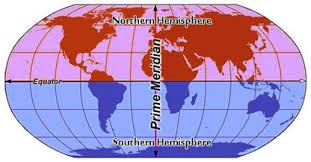 Northern Hemisphere
Prime Meridian
Equator
Southern Hemisphere